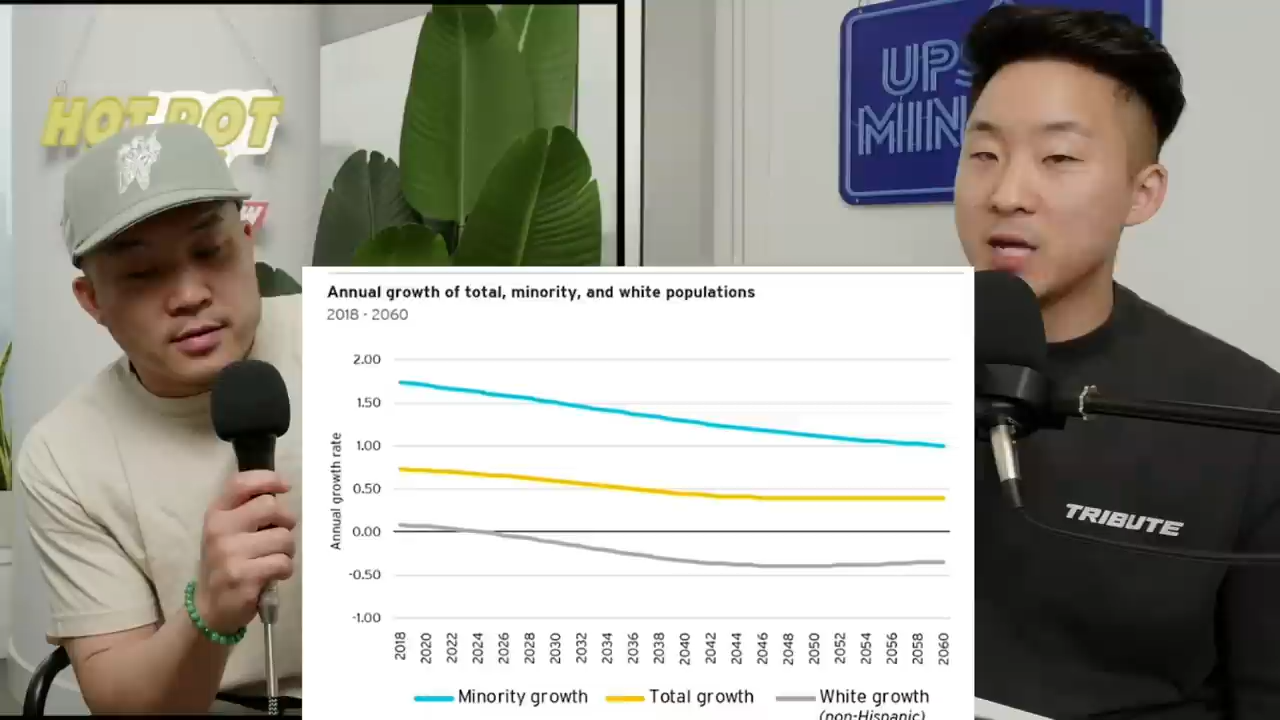 HOT POT
UPS
MIN
Annual growth of total, minority, and white populations
2018 - 2060
2.00
1.50
1.00
0.50
0.00
-0.50
-1.00
Annual growth rate
2018 2020 2022 2024 2026 2028 2030 2032 2034 2036 2038 2040 2042 2044 2046 2048 2050 2052 2054 2056 2058 2060
Minority growth Total growth White growth
(non-Hispanic)
TRIBUTE